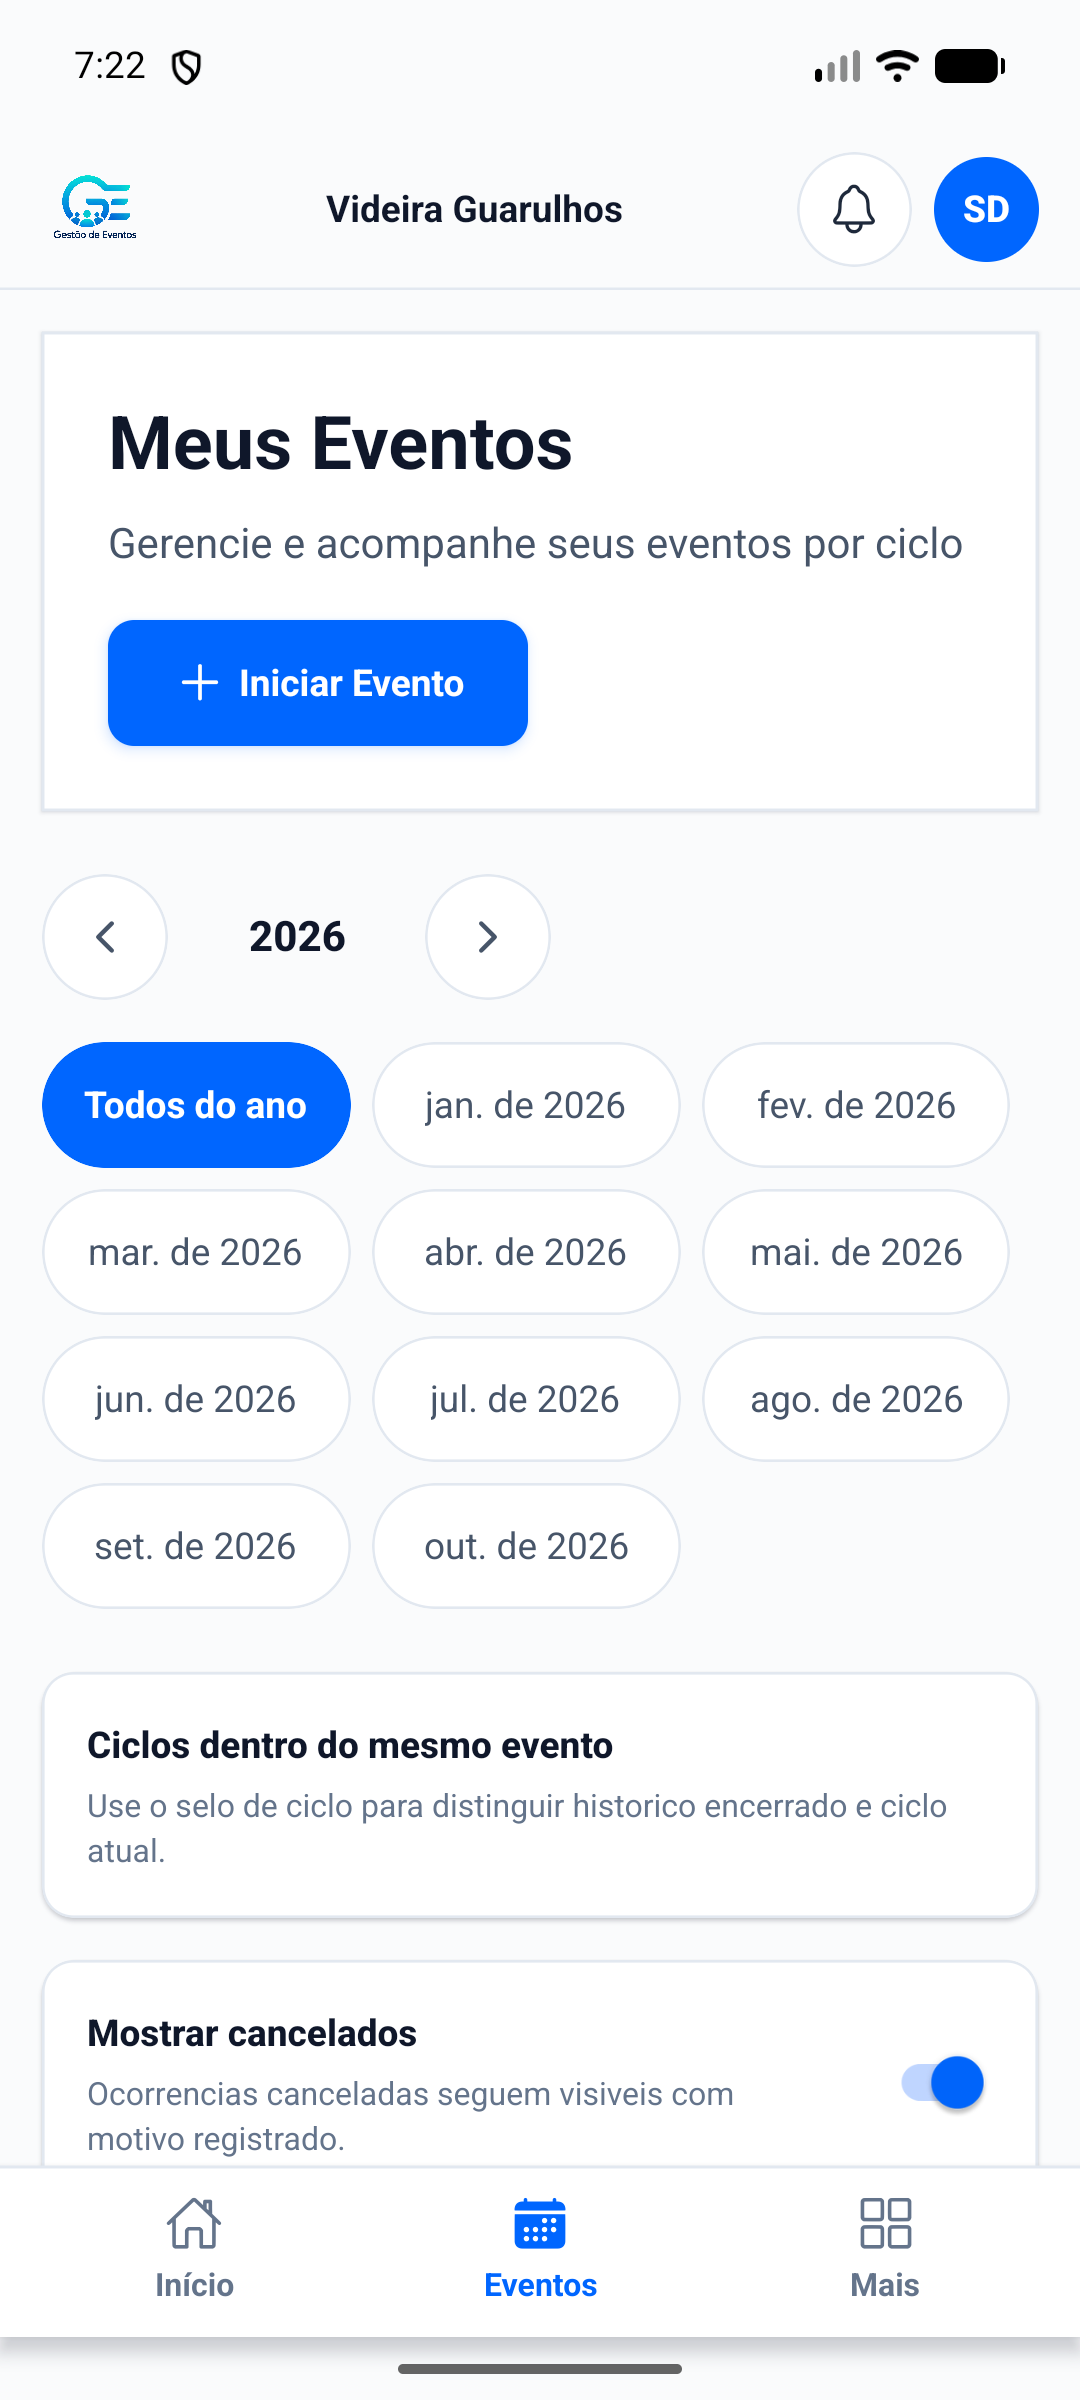 7:22
Gestão de Eventos
Videira Guarulhos
SD
Meus Eventos
Gerencie e acompanhe seus eventos por ciclo
Iniciar Evento
2026
Todos do ano
jan. de 2026
fev. de 2026
mar. de 2026
abr. de 2026
mai. de 2026
jun. de 2026
jul. de 2026
ago. de 2026
set. de 2026
out. de 2026
Ciclos dentro do mesmo evento
Use o selo de ciclo para distinguir historico encerrado e ciclo
atual.
Mostrar cancelados
Ocorrencias canceladas seguem visiveis com
motivo registrado.
Início
Eventos
Mais